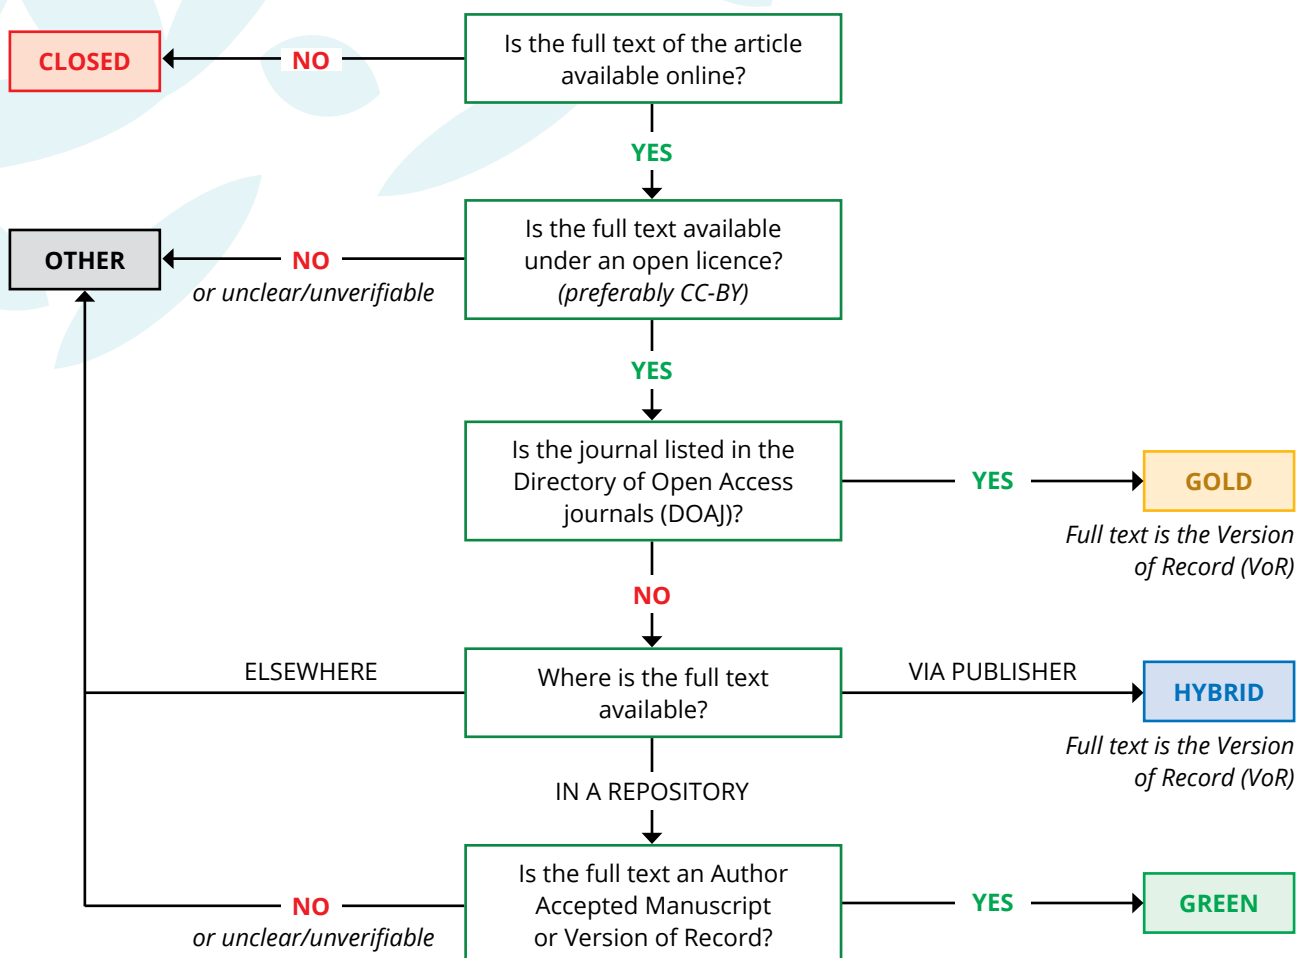 Is the full text of the article
available online?
NO
CLOSED
YES
Is the full text available
under an open licence?
(preferably CC-BY)
NO
or unclear/unverifiable
OTHER
YES
Is the journal listed in the
Directory of Open Access
journals (DOAJ)?
YES
GOLD
Full text is the Version
of Record (VoR)
NO
Where is the full text
available?
ELSEWHERE
VIA PUBLISHER
HYBRID
Full text is the Version
of Record (VoR)
IN A REPOSITORY
Is the full text an Author
Accepted Manuscript
or Version of Record?
NO
or unclear/unverifiable
YES
GREEN